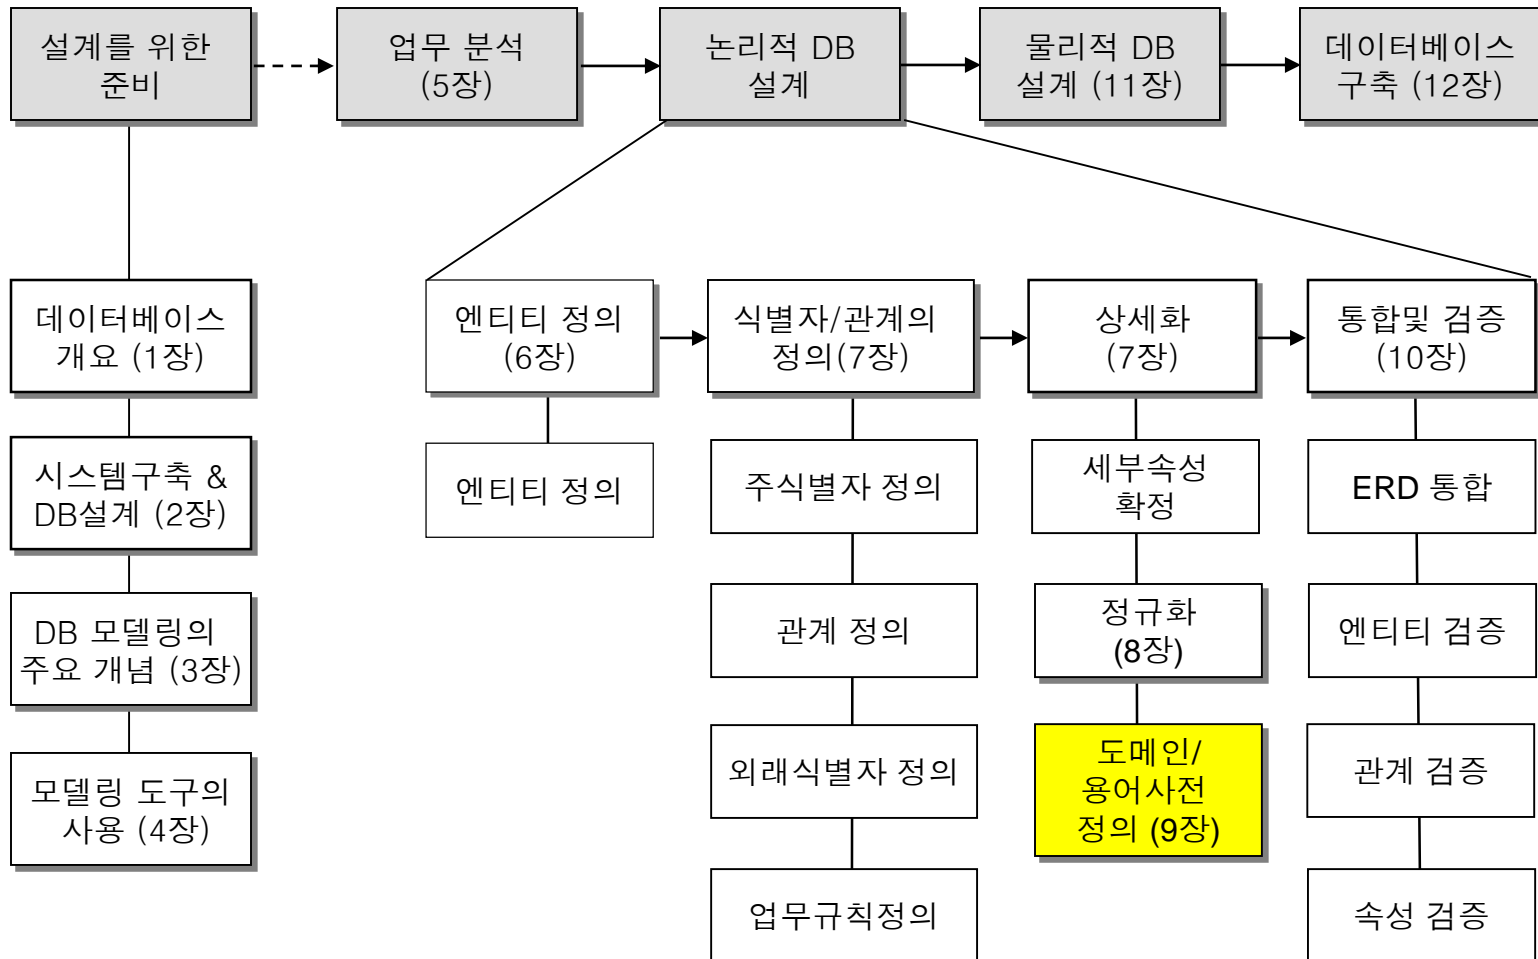 설계를 위한
준비
업무 분석
(5장)
논리적 DB
설계
물리적 DB
설계 (11장)
데이터베이스
구축 (12장)
데이터베이스
개요 (1장)
시스템구축 &
DB설계 (2장)
DB 모델링의
주요 개념 (3장)
모델링 도구의
사용 (4장)
엔티티 정의
(6장)
엔티티 정의
식별자/관계의
정의(7장)
주식별자 정의
관계 정의
외래식별자 정의
업무규칙정의
상세화
(7장)
세부속성
확정
정규화
(8장)
도메인/
용어사전
정의 (9장)
통합및 검증
(10장)
ERD 통합
엔티티 검증
관계 검증
속성 검증